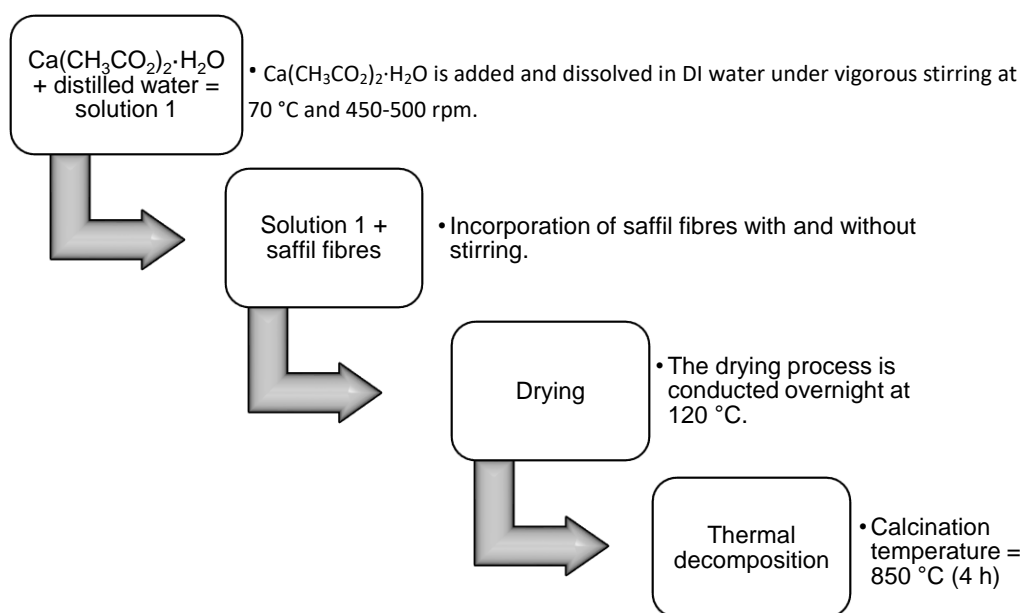 Ca(CH₃CO₂)₂·H₂O
+ distilled water =
solution 1
• Ca(CH₃CO₂)₂·H₂O is added and dissolved in DI water under vigorous stirring at
70 °C and 450-500 rpm.
Solution 1 +
saffil fibres
• Incorporation of saffil fibres with and without
stirring.
Drying
• The drying process is
conducted overnight at
120 °C.
Thermal
decomposition
• Calcination
temperature =
850 °C (4 h)